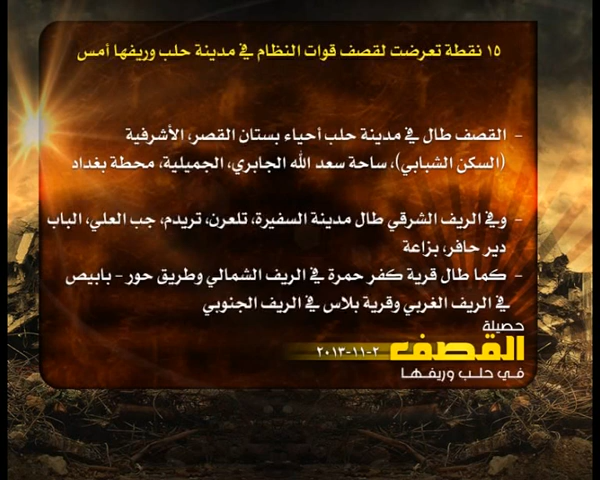 ١٥ نقطة تعرضت لقصف قوات النظام في مدينة حلب وريفها أمس
- القصف طال في مدينة حلب أحياء بستان القصر، الأشرفية
(السكن الشبابي)، ساحة سعد الله الجابري، الجميلية، محطة بغداد
- وفي الريف الشرقي طال مدينة السفيرة، تلعرن، تريدم، جب العلي، الباب
دير حافر، بزاعة
- كما طال قرية كفر حمرة في الريف الشمالي وطريق حور - بابيص
في الريف الغربي وقرية بلاس في الريف الجنوبي
حصيلة
القصف ٢-١١-٢٠١٣
في حلب وريفها